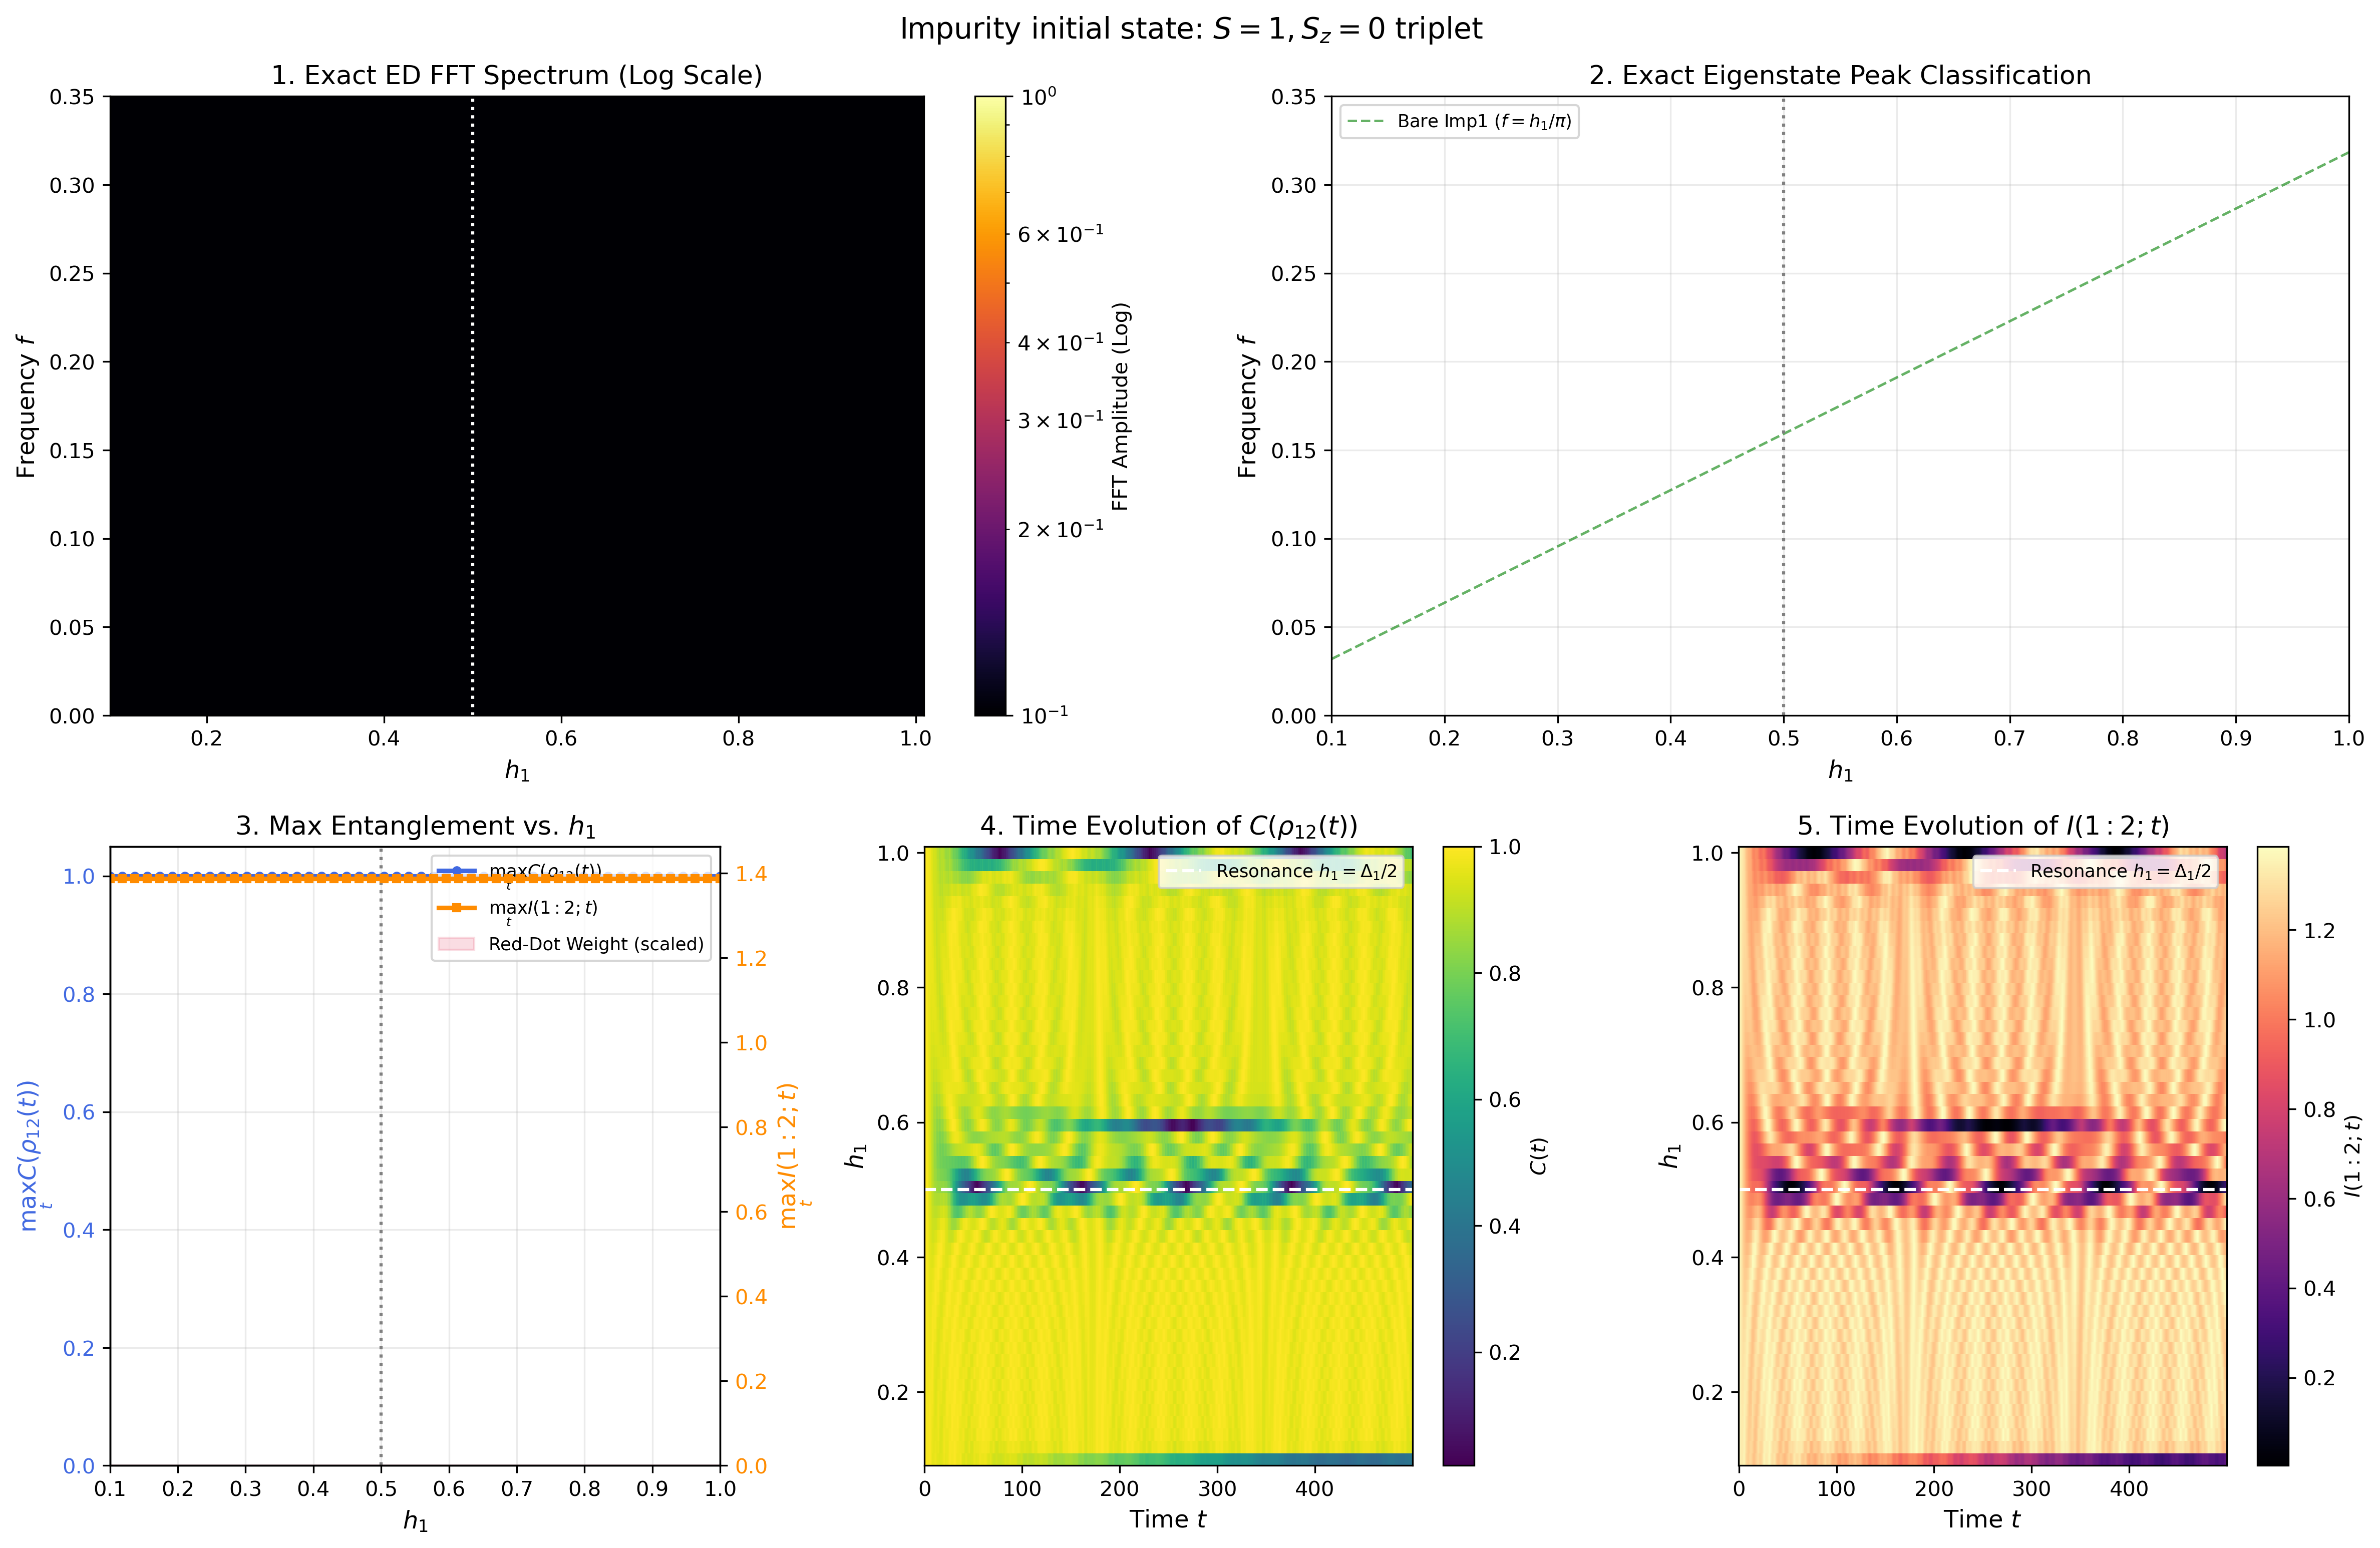 Impurity initial state: $S = 1, S_z = 0$ triplet
1. Exact ED FFT Spectrum (Log Scale)
Frequency $f$
0.35
0.30
0.25
0.20
0.15
0.10
0.05
0.00
0.2
0.4
0.6
0.8
1.0
$h_1$
$10^0$
$6 \times 10^{-1}$
$4 \times 10^{-1}$
$3 \times 10^{-1}$
$2 \times 10^{-1}$
$10^{-1}$
FFT Amplitude (Log)
2. Exact Eigenstate Peak Classification
Bare Imp1 ($f = h_1/\pi$)
Frequency $f$
0.35
0.30
0.25
0.20
0.15
0.10
0.05
0.00
0.1
0.2
0.3
0.4
0.5
0.6
0.7
0.8
0.9
1.0
$h_1$
3. Max Entanglement vs. $h_1$
$\max_t C(\rho_{12}(t))$
$\max_t I(1:2;t)$
Red-Dot Weight (scaled)
$\max_t C(\rho_{12}(t))$
1.0
0.8
0.6
0.4
0.2
0.0
1.4
1.2
1.0
0.8
0.6
0.4
0.2
0.0
$\max_t I(1:2;t)$
0.1
0.2
0.3
0.4
0.5
0.6
0.7
0.8
0.9
1.0
$h_1$
4. Time Evolution of $C(\rho_{12}(t))$
Resonance $h_1 = \Delta_1/2$
$h_1$
1.0
0.8
0.6
0.4
0.2
0
100
200
300
400
Time $t$
1.0
0.8
0.6
0.4
0.2
$C(t)$
5. Time Evolution of $I(1:2;t)$
Resonance $h_1 = \Delta_1/2$
$h_1$
1.0
0.8
0.6
0.4
0.2
0
100
200
300
400
Time $t$
1.2
1.0
0.8
0.6
0.4
0.2
$I(1:2;t)$